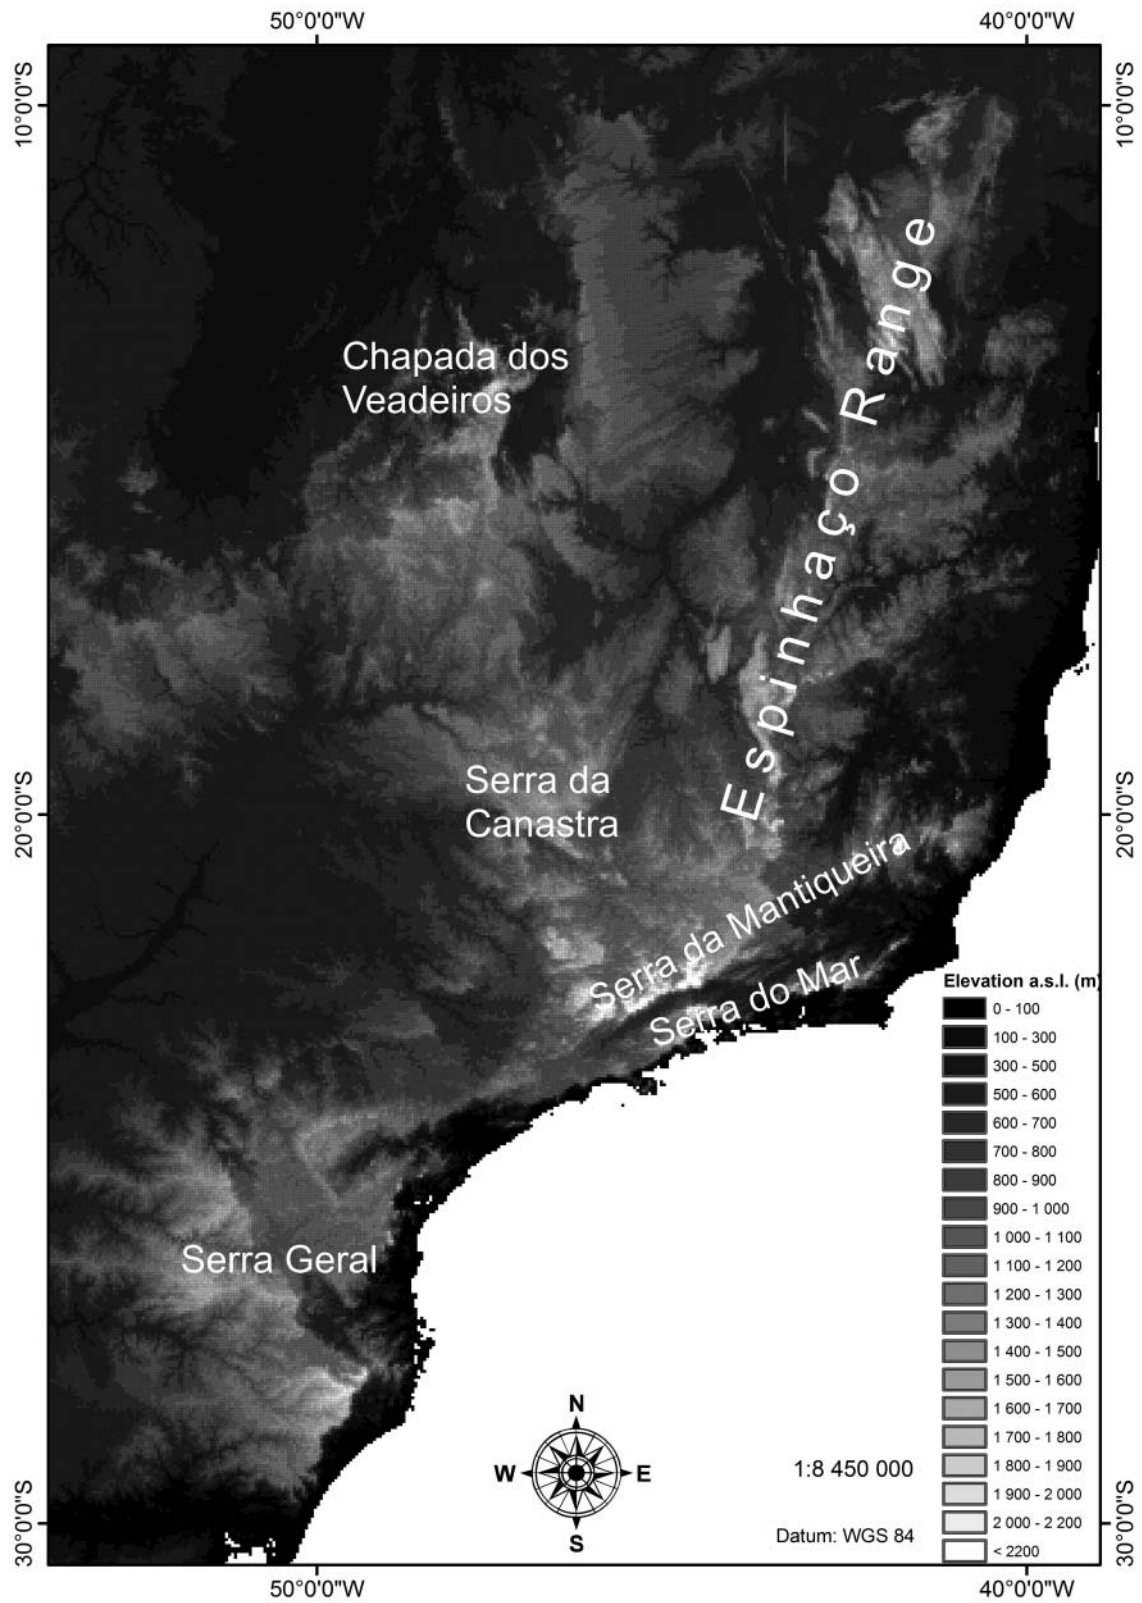 50°0'0"W 40°0'0"W
10°0'0"S 10°0'0"S
Espinhaço Range
Chapada dos
Veadeiros
Serra da
Canastra
20°0'0"S 20°0'0"S
Serra da Mantiqueira
Serra do Mar
Elevation a.s.l. (m)
0 - 100
100 - 300
300 - 500
500 - 600
600 - 700
700 - 800
800 - 900
900 - 1 000
1 000 - 1 100
1 100 - 1 200
1 200 - 1 300
1 300 - 1 400
1 400 - 1 500
1 500 - 1 600
1 600 - 1 700
1 700 - 1 800
1 800 - 1 900
1 900 - 2 000
2 000 - 2 200
< 2200
Serra Geral
N
W E
S
1:8 450 000
Datum: WGS 84
30°0'0"S 30°0'0"S
50°0'0"W 40°0'0"W